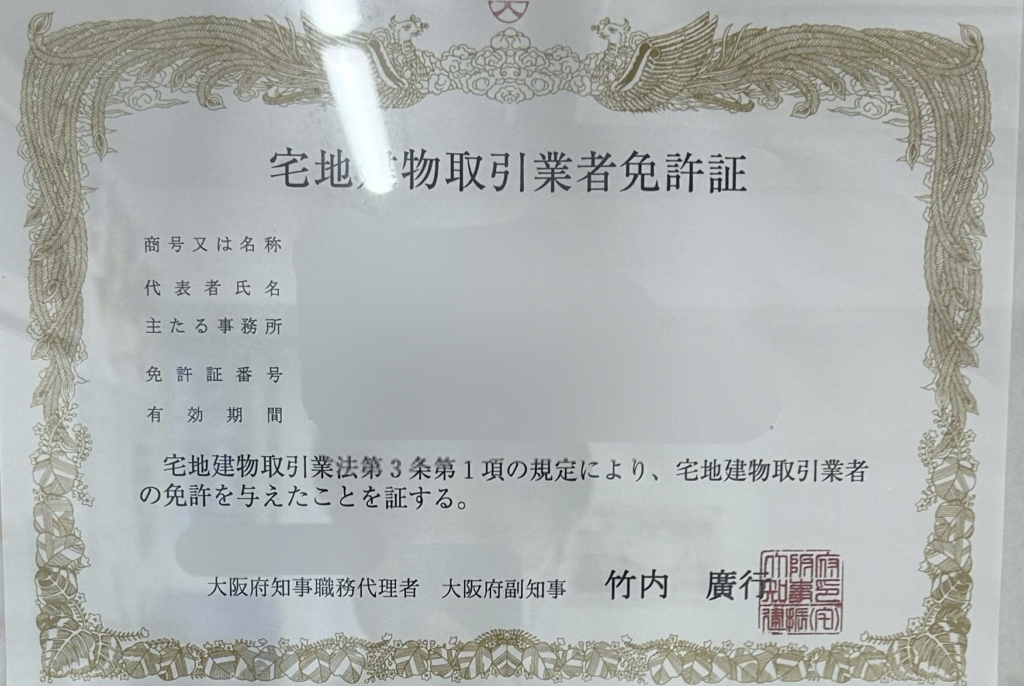 宅地建物取引業者免許証
商号又は名称
代表者氏名
主たる事務所
免許証番号
有効期間
宅地建物取引業法第3条第1項の規定により、宅地建物取引業者
の免許を与えたことを証する。
大阪府知事職務代理者 大阪府副知事 竹内 廣行